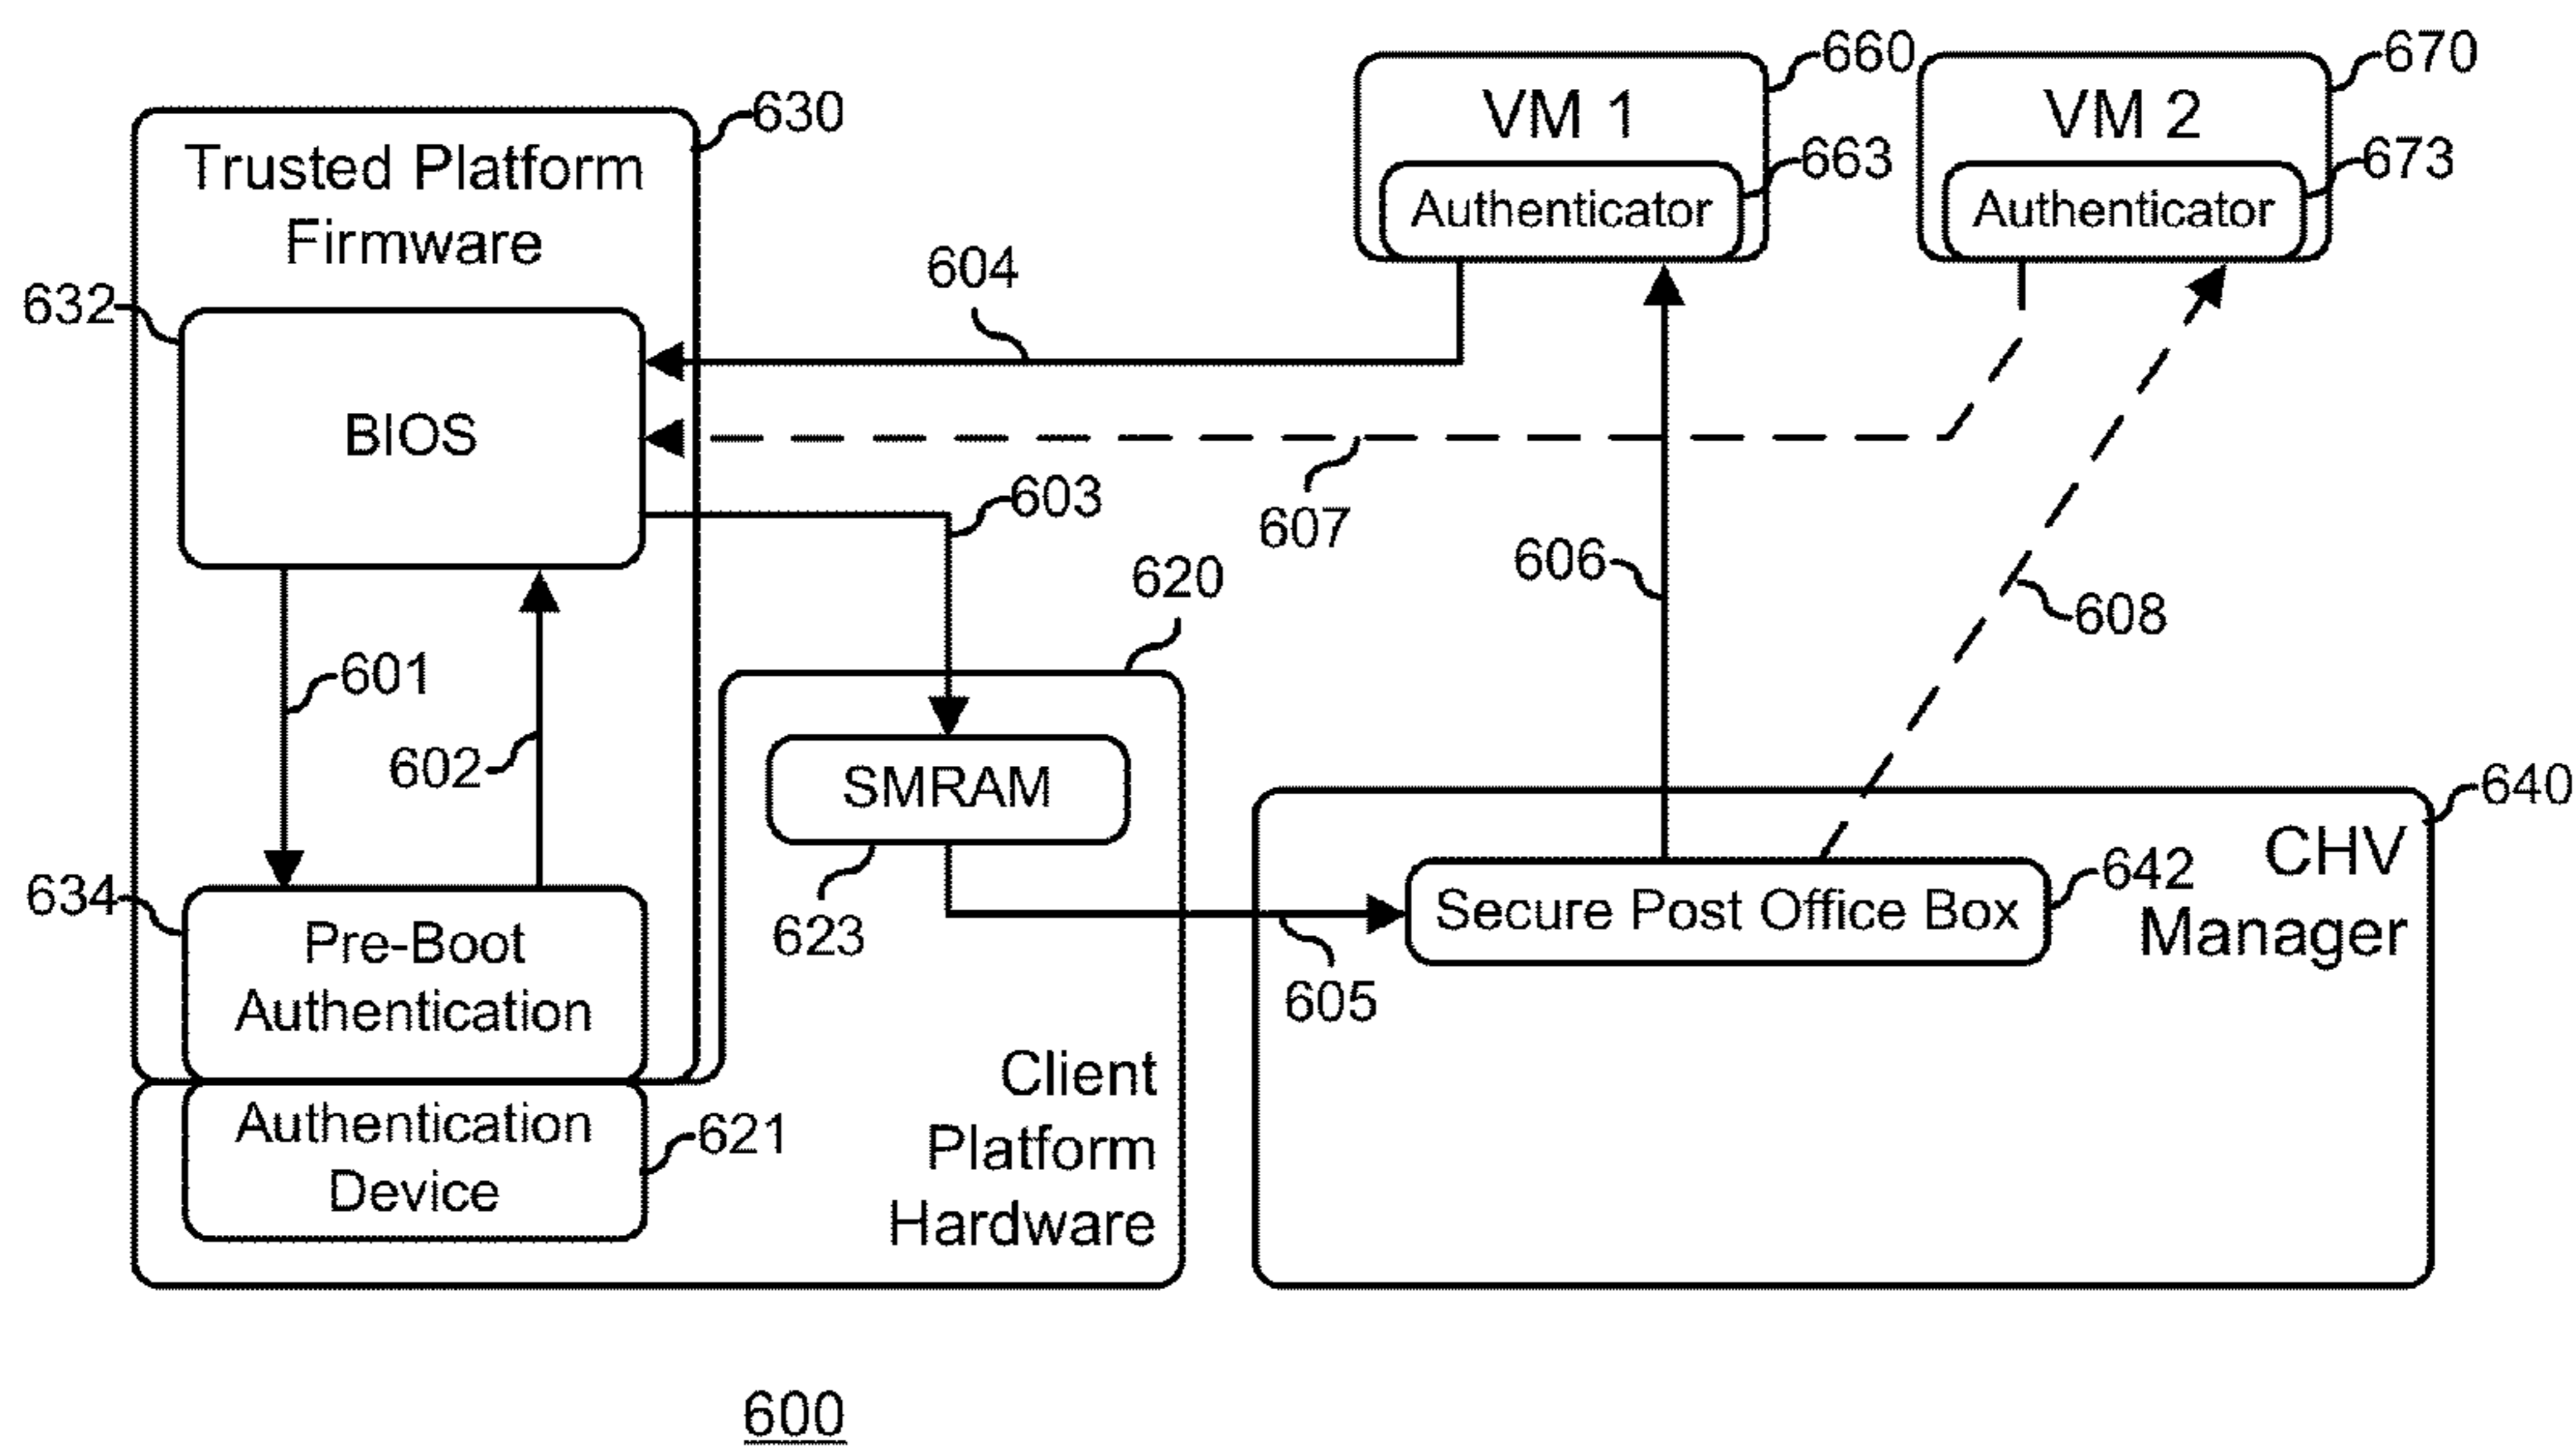 660
670
VM 1
VM 2
630
663
673
Trusted Platform
Firmware
Authenticator
Authenticator
604
632
BIOS
603
607
606
620
608
601
602
SMRAM
640
CHV
Manager
634
623
642
Secure Post Office Box
Pre-Boot
Authentication
605
Client
Platform
Hardware
Authentication
Device
621
600